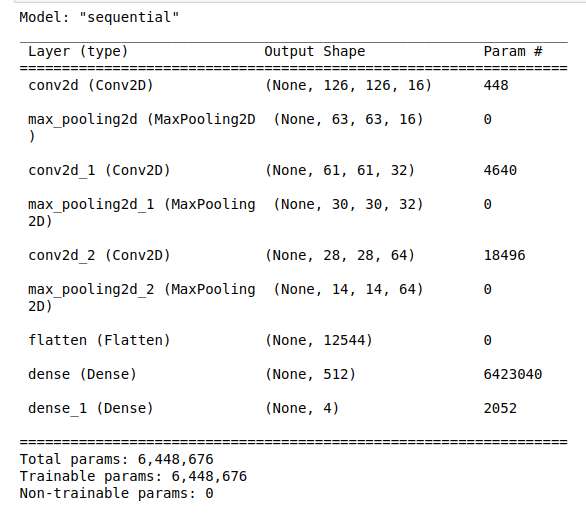 Model: "sequential"
Layer (type) Output Shape Param #
conv2d (Conv2D) (None, 126, 126, 16) 448
max_pooling2d (MaxPooling2D (None, 63, 63, 16) 0
)
conv2d_1 (Conv2D) (None, 61, 61, 32) 4640
max_pooling2d_1 (MaxPooling (None, 30, 30, 32) 0
2D)
conv2d_2 (Conv2D) (None, 28, 28, 64) 18496
max_pooling2d_2 (MaxPooling (None, 14, 14, 64) 0
2D)
flatten (Flatten) (None, 12544) 0
dense (Dense) (None, 512) 6423040
dense_1 (Dense) (None, 4) 2052
Total params: 6,448,676
Trainable params: 6,448,676
Non-trainable params: 0